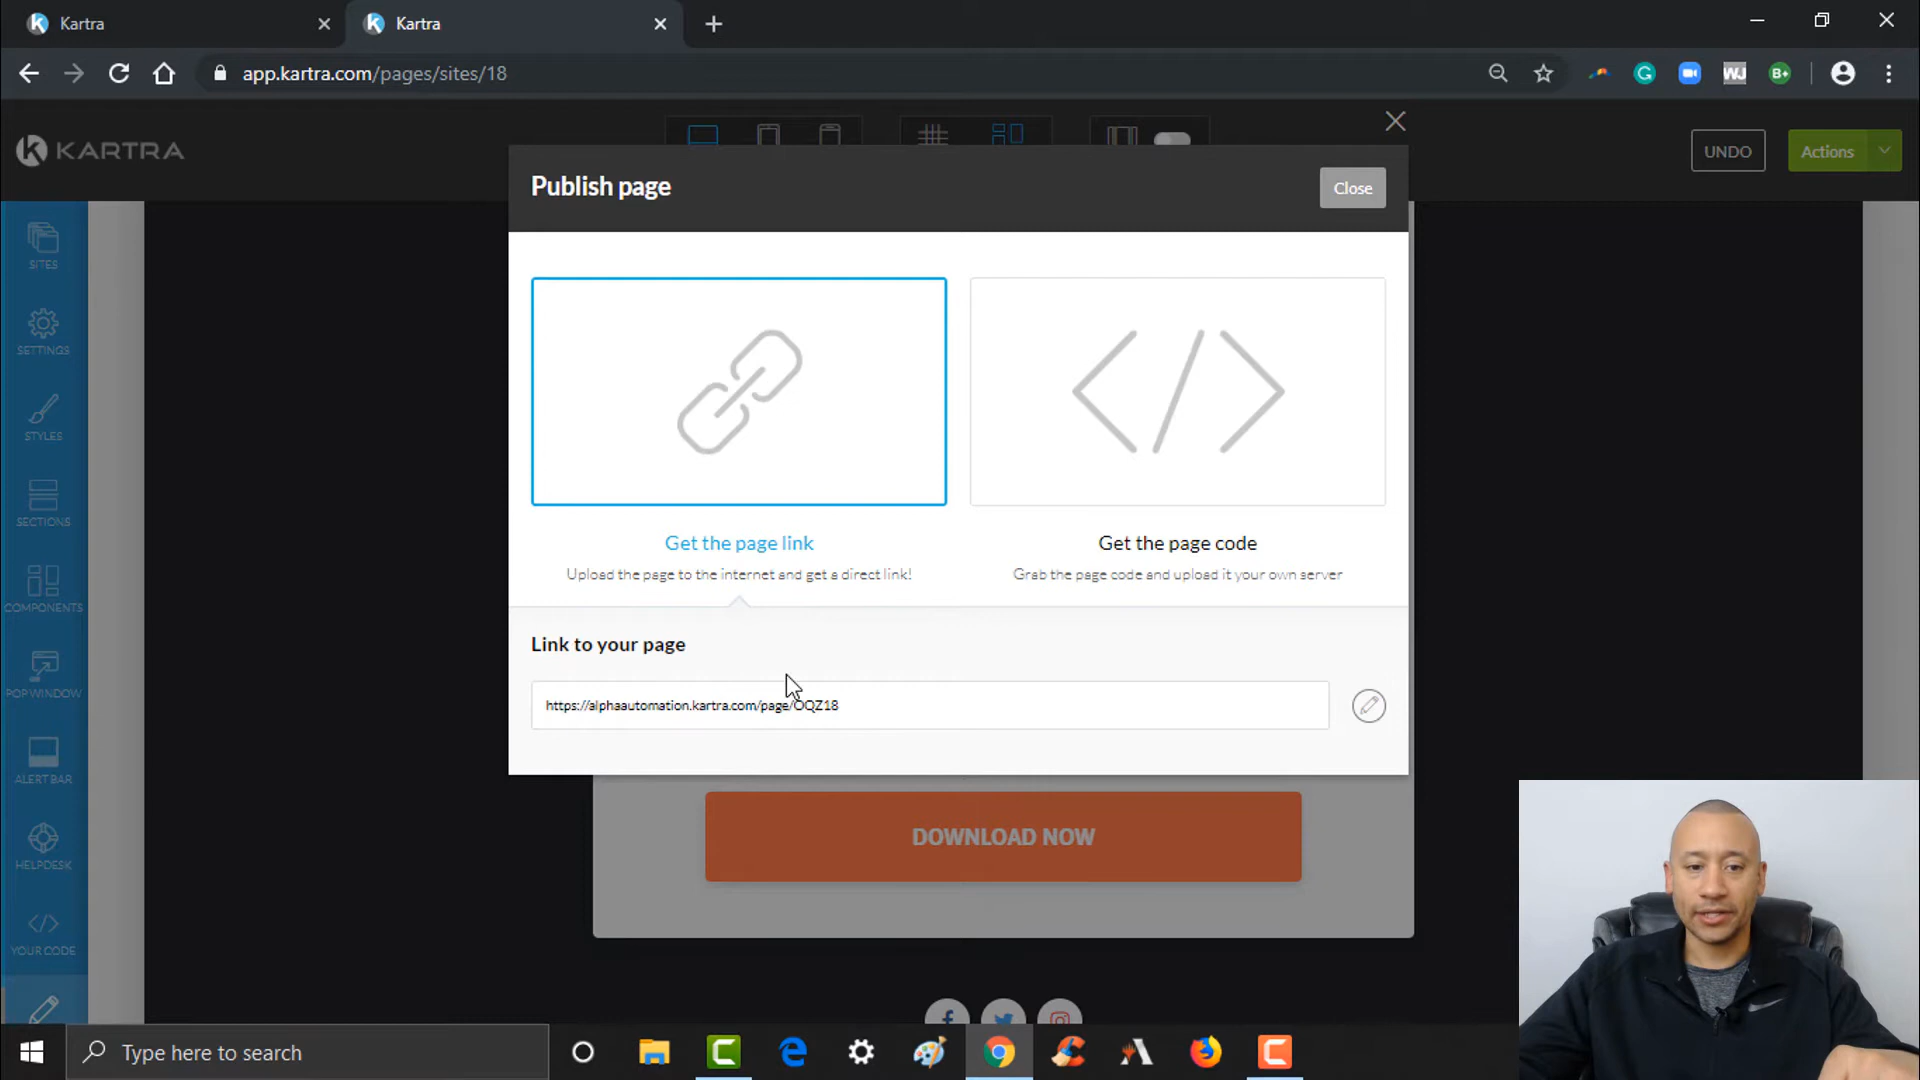 Kartra
Kartra
app.kartra.com/pages/sites/18
KARTRA
UNDO
Actions
Publish page
Close
SITES
SETTINGS
STYLES
SECTIONS
COMPONENTS
POP WINDOW
ALERT BAR
HELPDESK
YOUR CODE
Get the page link
Upload the page to the internet and get a direct link!
Get the page code
Grab the page code and upload it your own server
Link to your page
https://alphaautomation.kartra.com/page/OQZ18
DOWNLOAD NOW
Type here to search